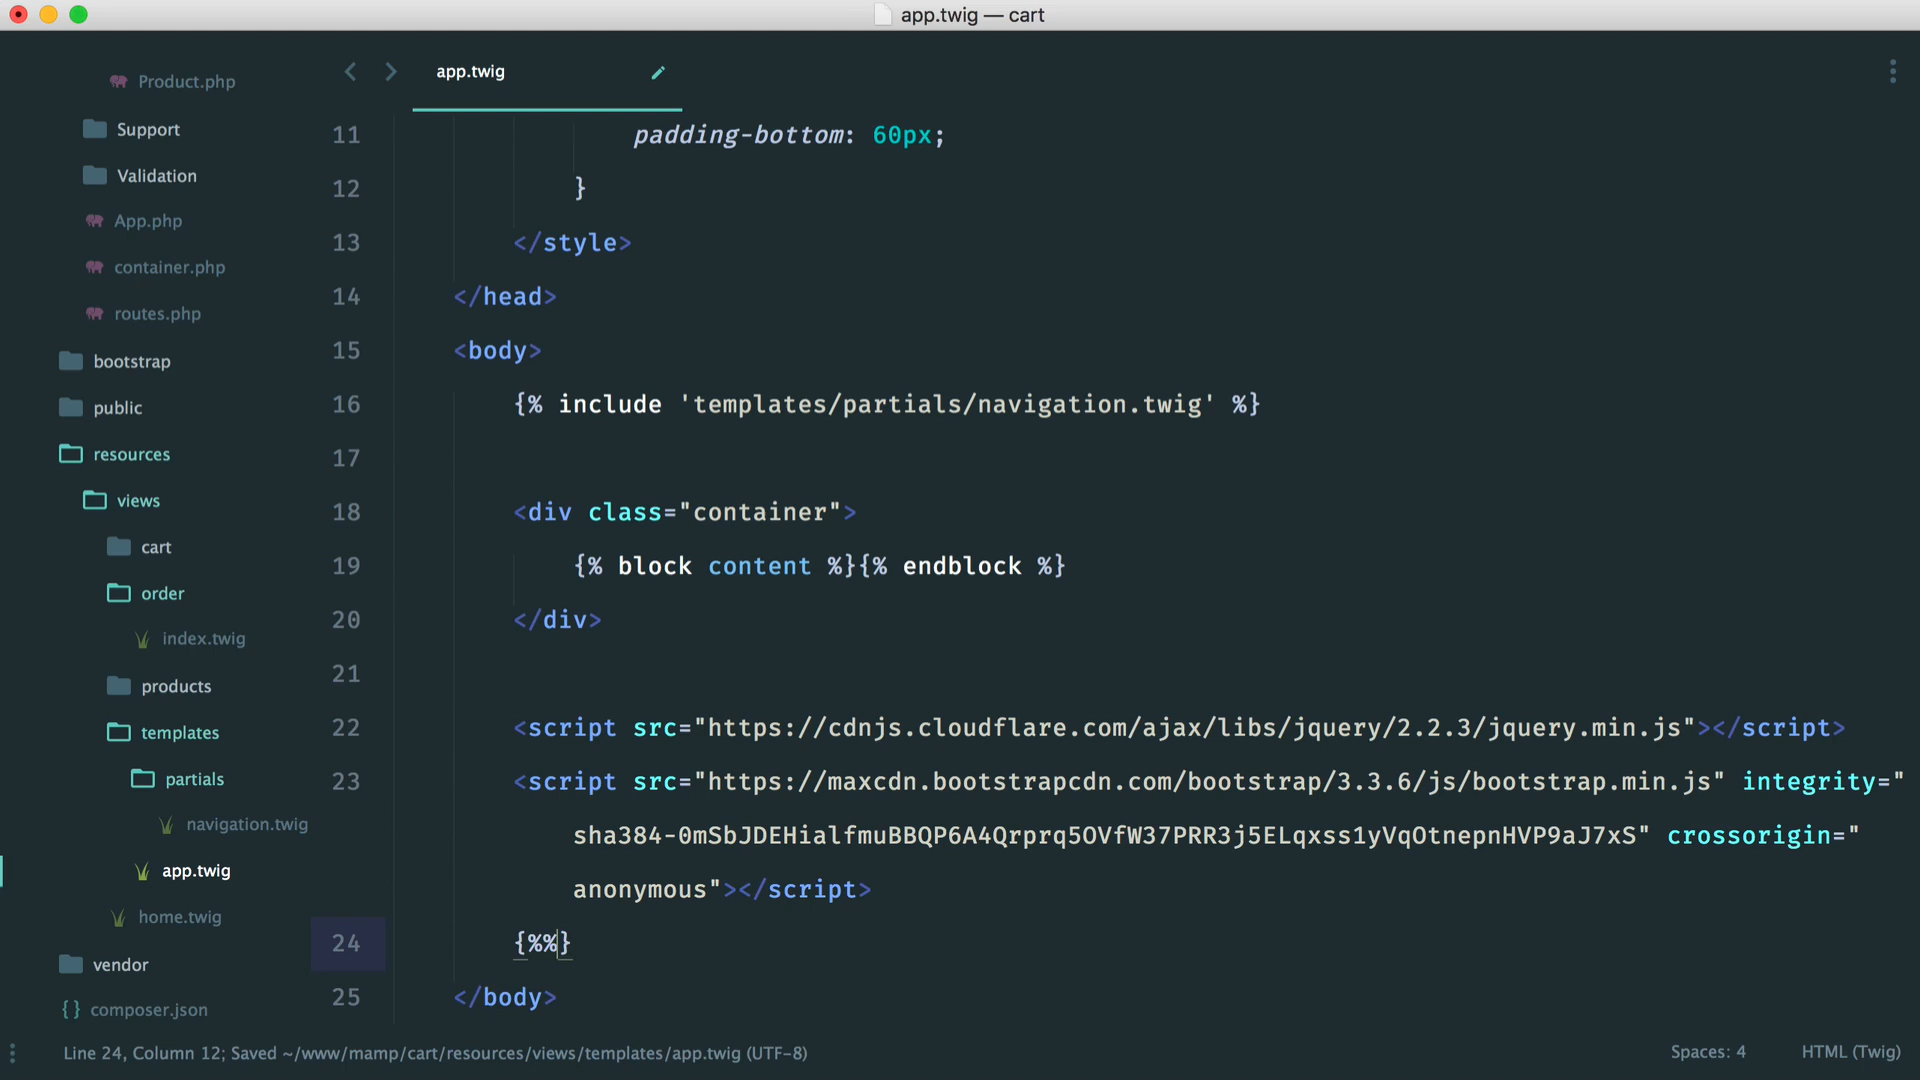 app.twig — cart
Product.php
Support
Validation
App.php
container.php
routes.php
bootstrap
public
resources
views
cart
order
index.twig
products
templates
partials
navigation.twig
app.twig
home.twig
vendor
{ } composer.json
app.twig
11 padding-bottom: 60px;
12 }
13 </style>
14 </head>
15 <body>
16 {% include 'templates/partials/navigation.twig' %}
17
18 <div class="container">
19 {% block content %}{% endblock %}
20 </div>
21
22 <script src="https://cdnjs.cloudflare.com/ajax/libs/jquery/2.2.3/jquery.min.js"></script>
23 <script src="https://maxcdn.bootstrapcdn.com/bootstrap/3.3.6/js/bootstrap.min.js" integrity="
sha384-0mSbJDEHialfmuBBQP6A4Qrprq5OVfW37PRR3j5ELqxss1yVqOtnepnHVP9aJ7xS" crossorigin="
anonymous"></script>
24 {%%}
25 </body>
Line 24, Column 12; Saved ~/www/mamp/cart/resources/views/templates/app.twig (UTF-8)
Spaces: 4
HTML (Twig)